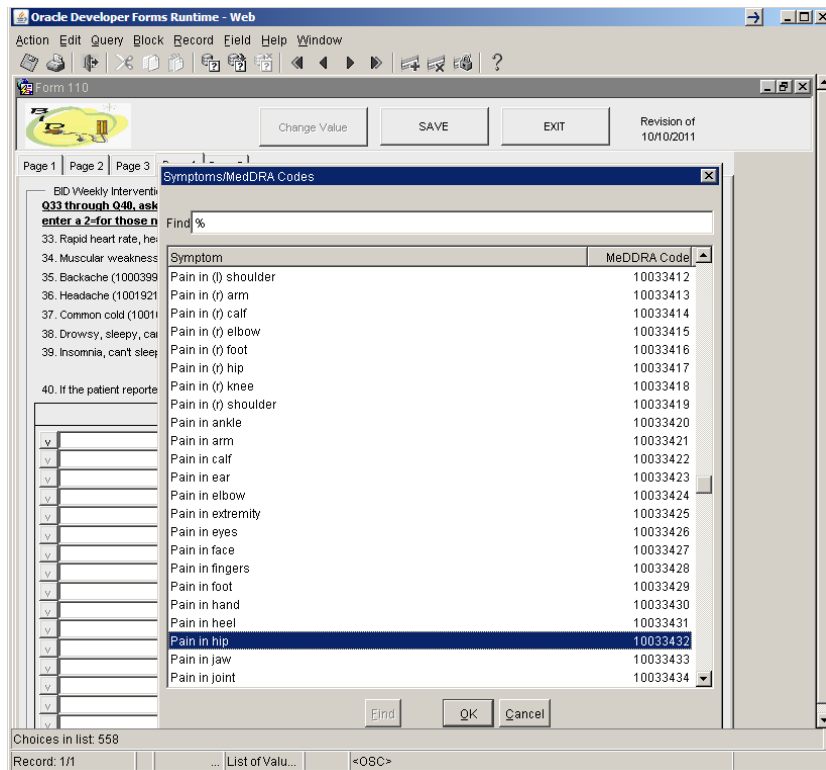 Oracle Developer Forms Runtime - Web
Action Edit Query Block Record Field Help Window
Form 110
Change Value
SAVE
EXIT
Revision of
10/10/2011
Page 1 Page 2 Page 3
Symptoms/MedDRA Codes
BID Weekly
Q33 through Q40, ask
enter a 2=for those
33. Rapid heart rate,
34. Muscular weakness
35. Backache (1000399
36. Headache (1001921
37. Common cold
38. Drowsy, sleepy,
39. Insomnia, can't sleep
40. If the patient reporte
Find %
Symptom MeDDRA Code
Pain in (l) shoulder 10033412
Pain in (r) arm 10033413
Pain in (r) calf 10033414
Pain in (r) elbow 10033415
Pain in (r) foot 10033416
Pain in (r) hip 10033417
Pain in (r) knee 10033418
Pain in (r) shoulder 10033419
Pain in ankle 10033420
Pain in arm 10033421
Pain in calf 10033422
Pain in ear 10033423
Pain in elbow 10033424
Pain in extremity 10033425
Pain in eyes 10033426
Pain in face 10033427
Pain in fingers 10033428
Pain in foot 10033429
Pain in hand 10033430
Pain in heel 10033431
Pain in hip 10033432
Pain in jaw 10033433
Pain in joint 10033434
Find OK Cancel
Choices in list: 558
Record: 1/1 ... List of Valu... <OSC>